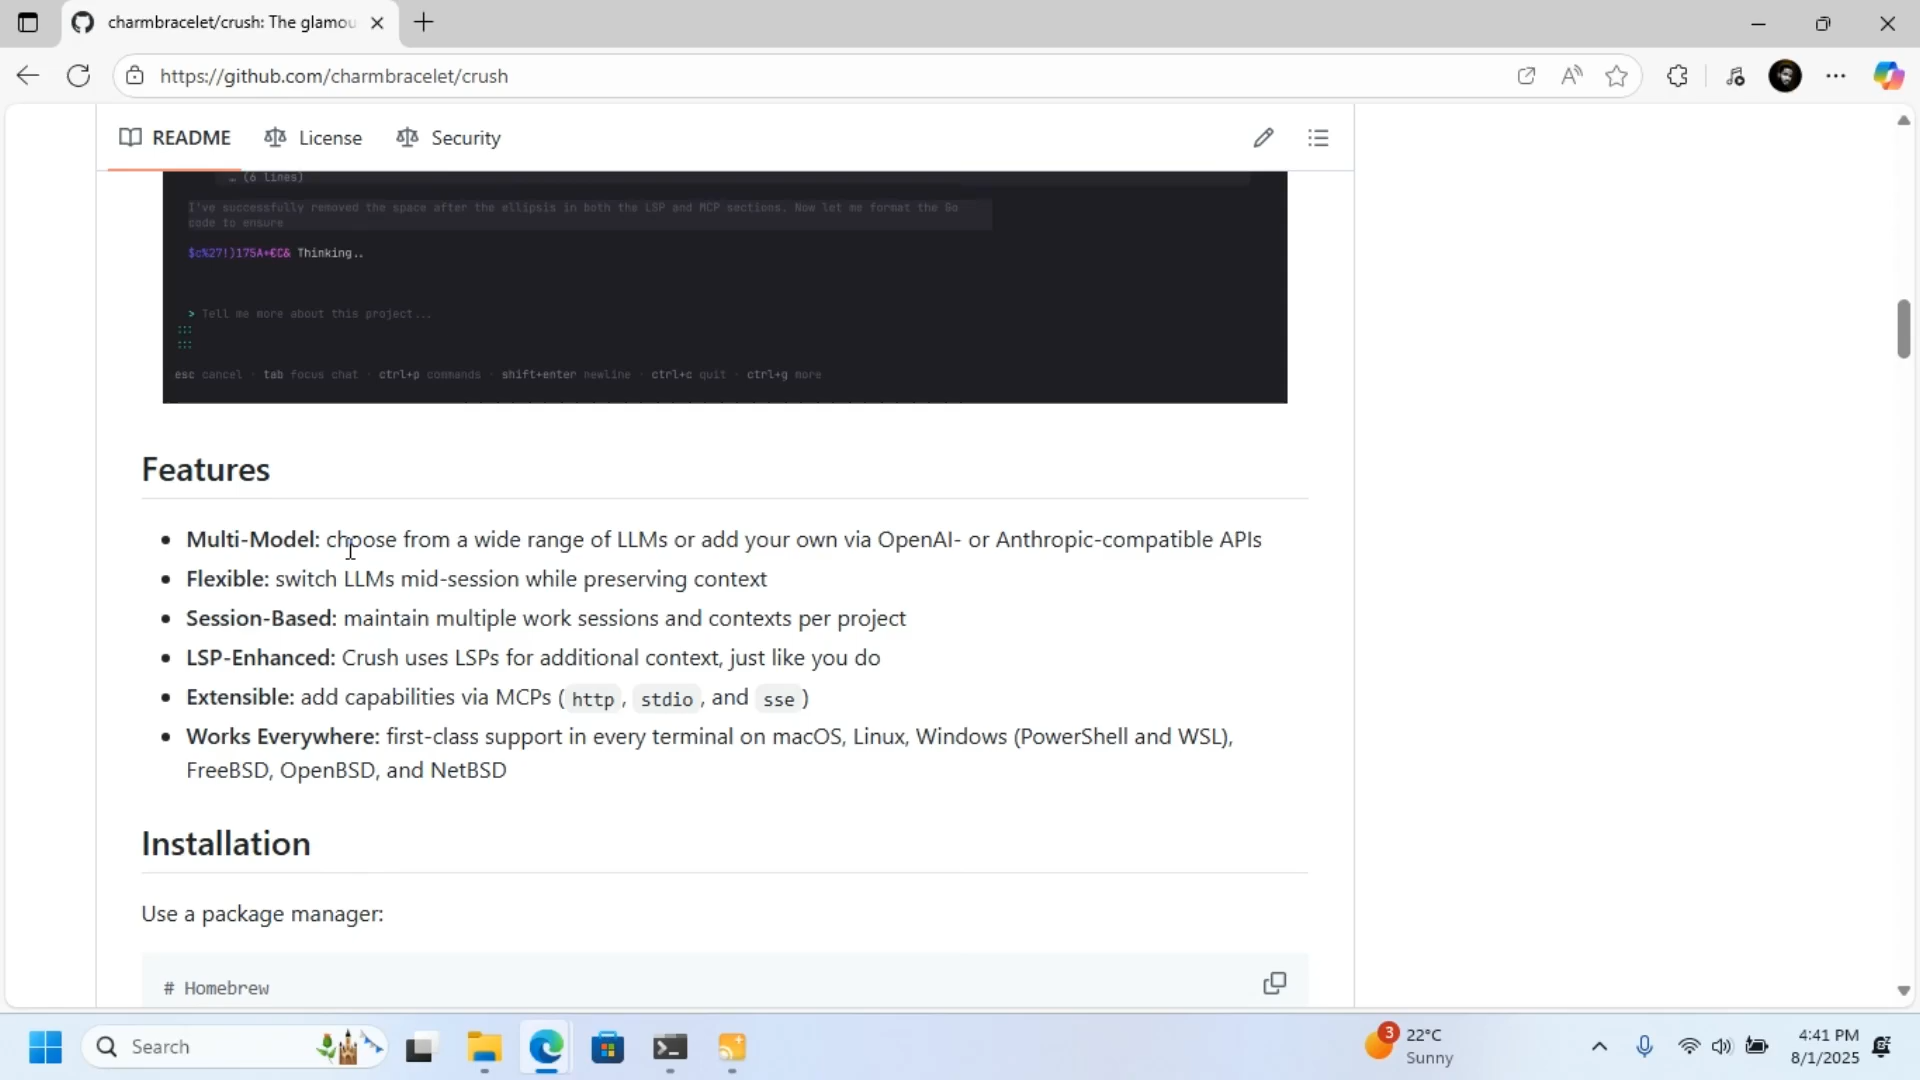 charmbracelet/crush: The glamou
https://github.com/charmbracelet/crush
README License Security
… (6 lines)
I've successfully removed the space after the ellipsis in both the LSP and MCP sections. Now let me format the Go
code to ensure
$c%27!)175A+€C& Thinking..
> Tell me more about this project...
:::
:::
esc cancel · tab focus chat · ctrl+p commands · shift+enter newline · ctrl+c quit · ctrl+g more
Features
• Multi-Model: choose from a wide range of LLMs or add your own via OpenAI- or Anthropic-compatible APIs
• Flexible: switch LLMs mid-session while preserving context
• Session-Based: maintain multiple work sessions and contexts per project
• LSP-Enhanced: Crush uses LSPs for additional context, just like you do
• Extensible: add capabilities via MCPs (http, stdio, and sse)
• Works Everywhere: first-class support in every terminal on macOS, Linux, Windows (PowerShell and WSL),
FreeBSD, OpenBSD, and NetBSD
Installation
Use a package manager:
# Homebrew
Search
3
22°C
Sunny
4:41 PM
8/1/2025